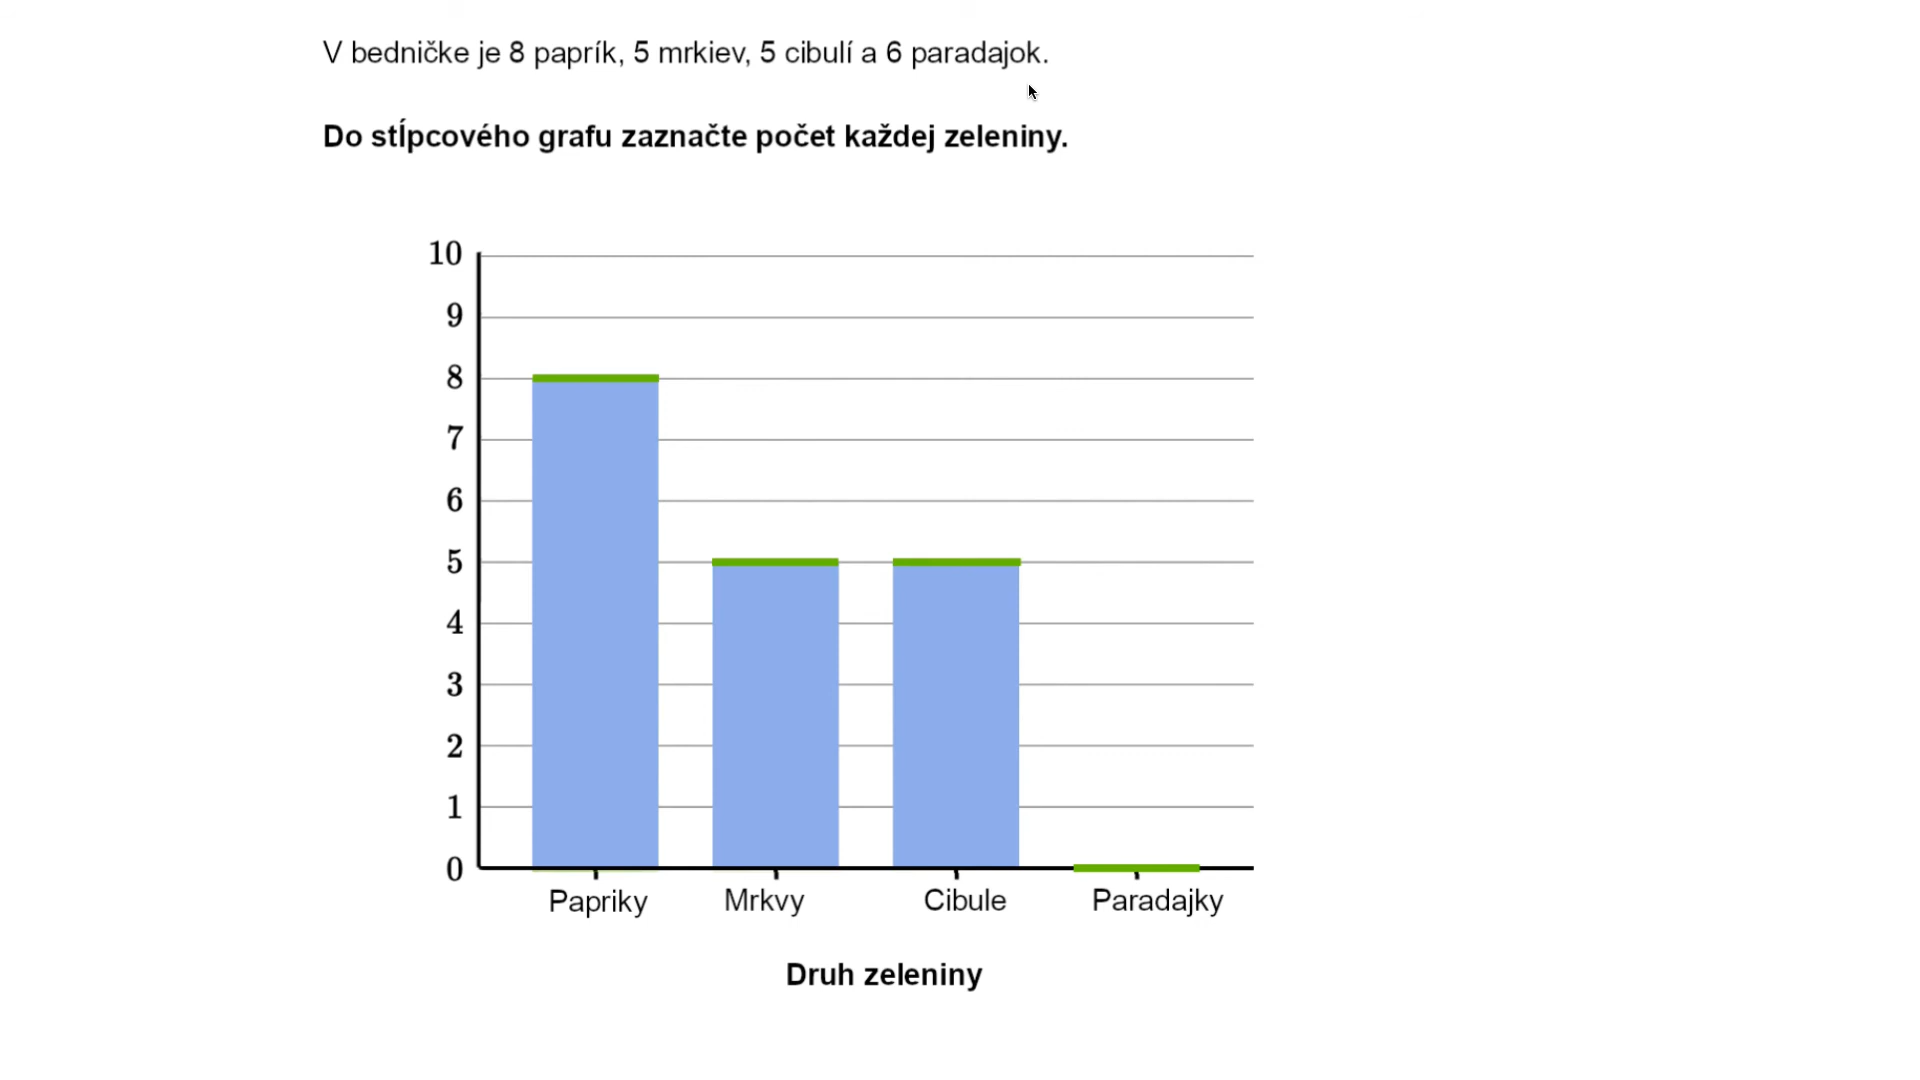 V bedničke je 8 paprík, 5 mrkiev, 5 cibulí a 6 paradajok.
Do stĺpcového grafu zaznačte počet každej zeleniny.
10
9
8
7
6
5
4
3
2
1
0
Papriky Mrkvy Cibule Paradajky
Druh zeleniny